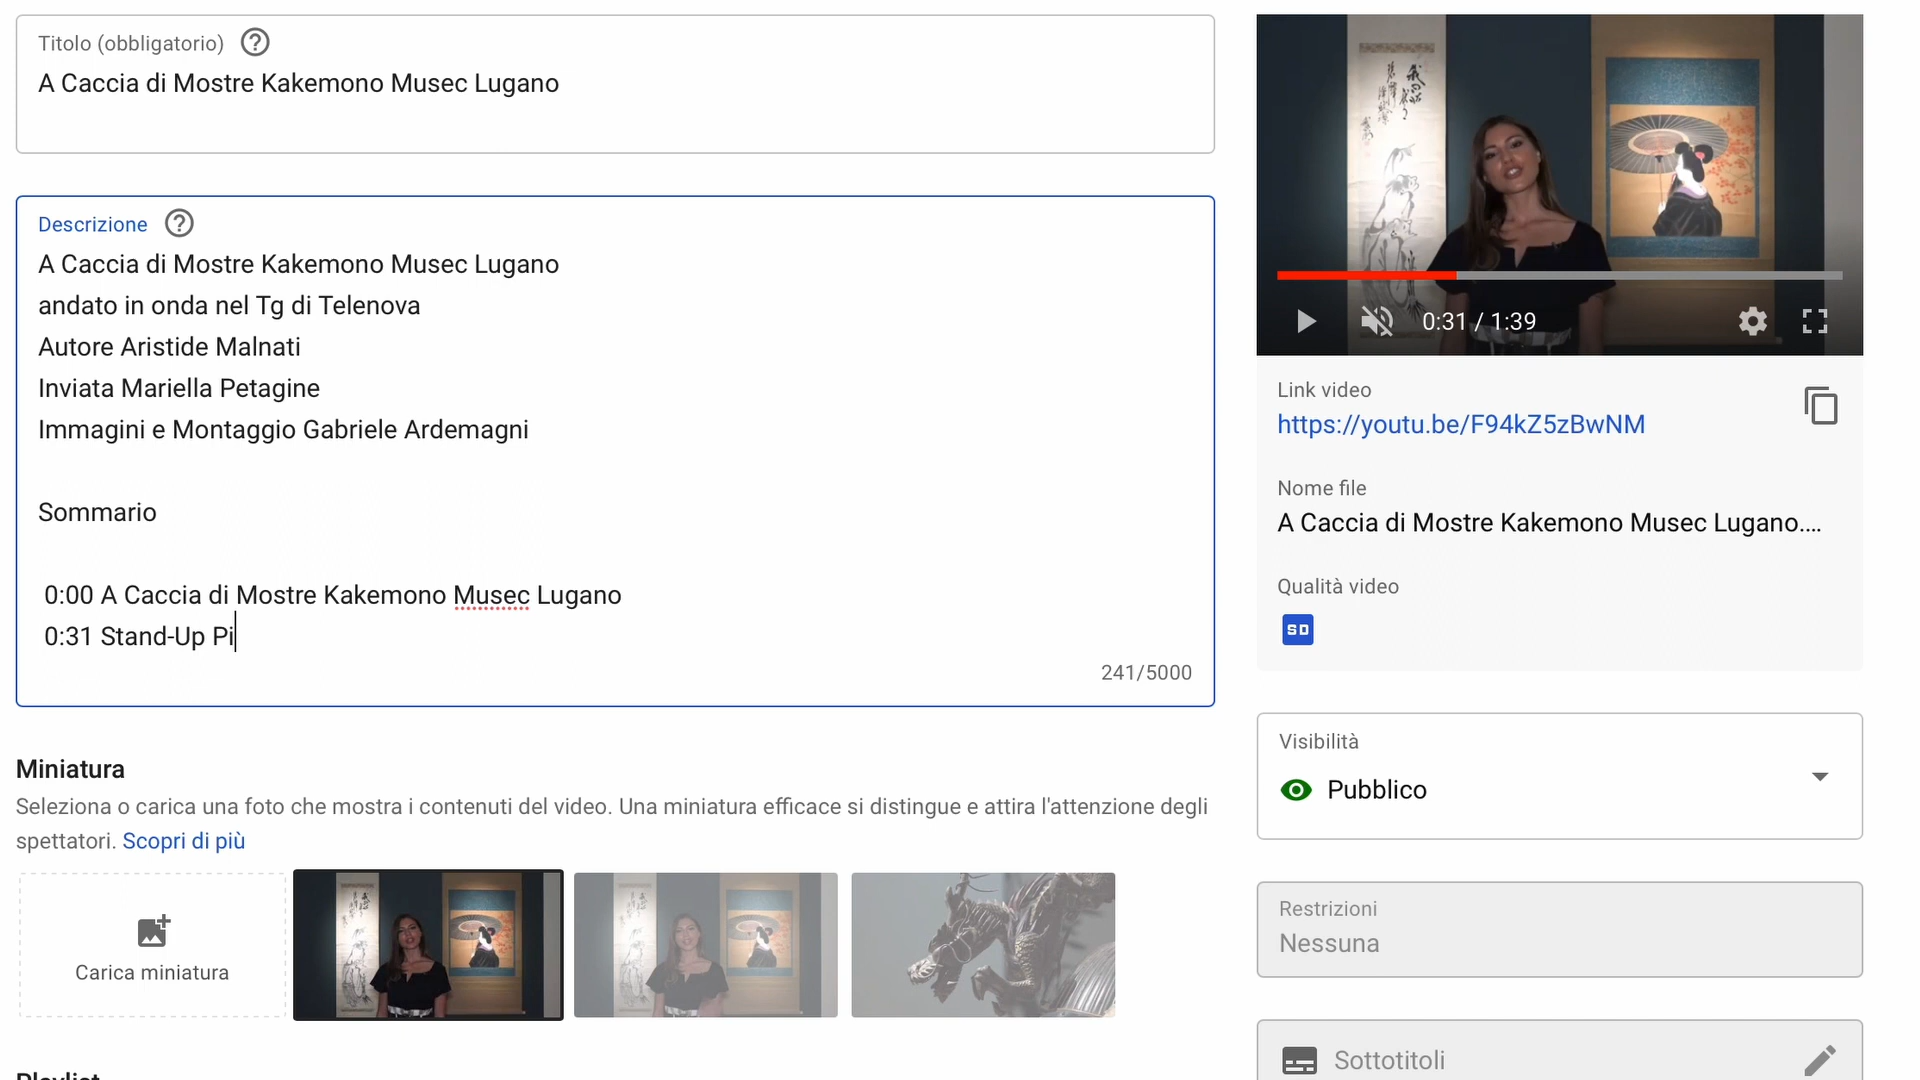 Titolo (obbligatorio)
A Caccia di Mostre Kakemono Musec Lugano
Descrizione
A Caccia di Mostre Kakemono Musec Lugano
andato in onda nel Tg di Telenova
Autore Aristide Malnati
Inviata Mariella Petagine
Immagini e Montaggio Gabriele Ardemagni
Sommario
0:00 A Caccia di Mostre Kakemono Musec Lugano
0:31 Stand-Up Pi
241/5000
Miniatura
Seleziona o carica una foto che mostra i contenuti del video. Una miniatura efficace si distingue e attira l'attenzione degli
spettatori. Scopri di più
Carica miniatura
Playlist
0:31 / 1:39
Link video
https://youtu.be/F94kZ5zBwNM
Nome file
A Caccia di Mostre Kakemono Musec Lugano....
Qualità video
SD
Visibilità
Pubblico
Restrizioni
Nessuna
Sottotitoli